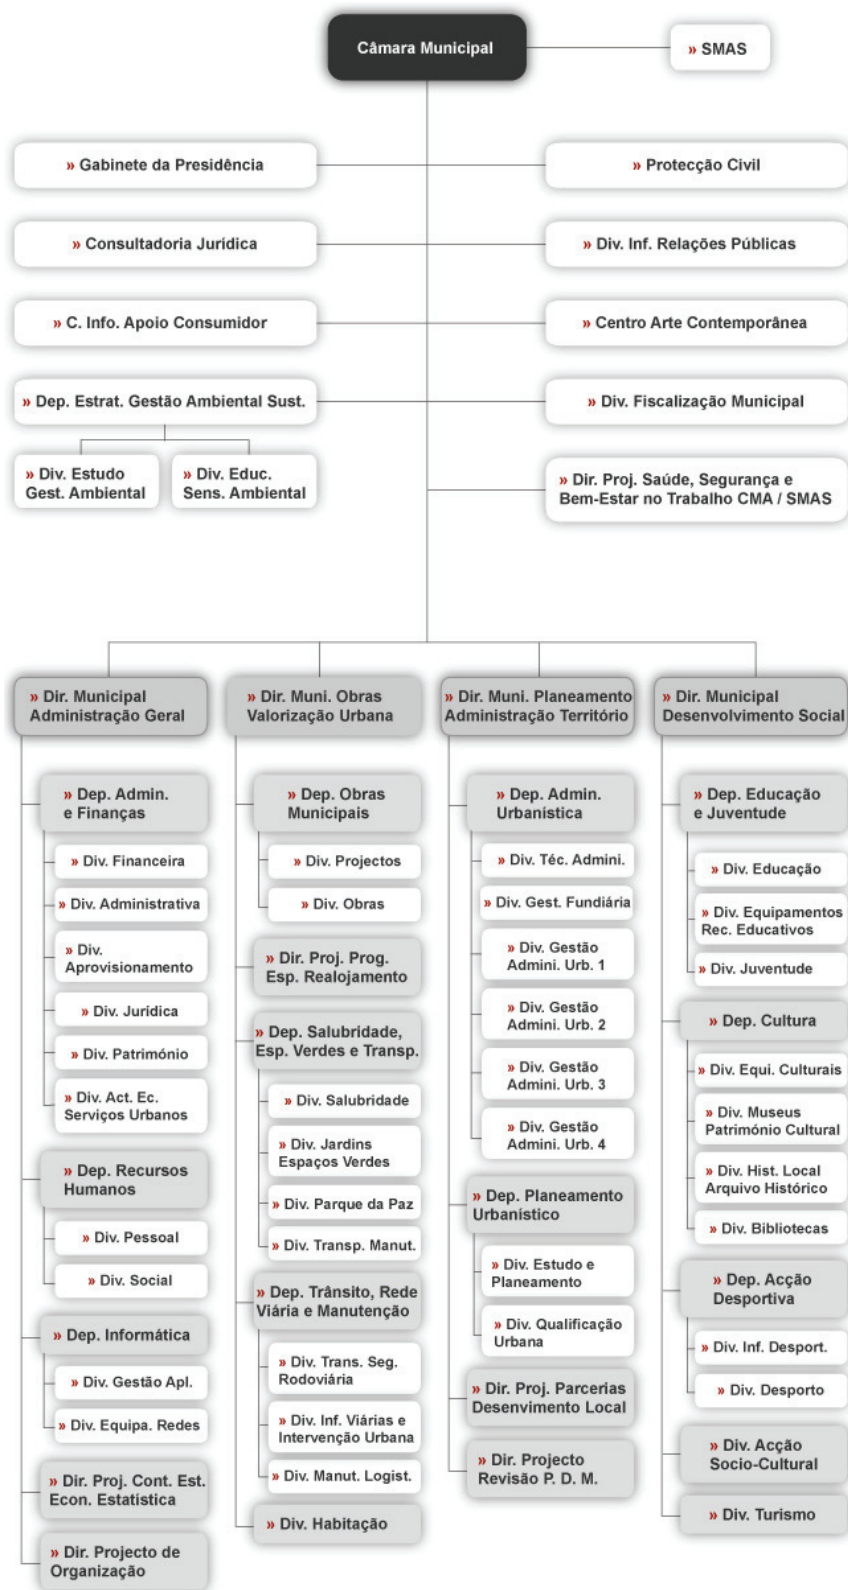 Câmara Municipal
» SMAS
» Gabinete da Presidência
» Protecção Civil
» Consultadoria Jurídica
» Div. Inf. Relações Públicas
» C. Info. Apoio Consumidor
» Centro Arte Contemporânea
» Dep. Estrat. Gestão Ambiental Sust.
» Div. Fiscalização Municipal
» Div. Estudo
Gest. Ambiental
» Div. Educ.
Sens. Ambiental
» Dir. Proj. Saúde, Segurança e
Bem-Estar no Trabalho CMA / SMAS
» Dir. Municipal
Administração Geral
» Dep. Admin.
e Finanças
» Div. Financeira
» Div. Administrativa
» Div.
Aprovisionamento
» Div. Jurídica
» Div. Património
» Div. Act. Ec.
Serviços Urbanos
» Dep. Recursos
Humanos
» Div. Pessoal
» Div. Social
» Dep. Informática
» Div. Gestão Apl.
» Div. Equipa. Redes
» Dir. Proj. Cont. Est.
Econ. Estatística
» Dir. Projecto de
Organização
» Dir. Muni. Obras
Valorização Urbana
» Dep. Obras
Municipais
» Div. Projectos
» Div. Obras
» Dir. Proj. Prog.
Esp. Realojamento
» Dep. Salubridade,
Esp. Verdes e Transp.
» Div. Salubridade
» Div. Jardins
Espaços Verdes
» Div. Parque da Paz
» Div. Transp. Manut.
» Dep. Trânsito, Rede
Viária e Manutenção
» Div. Trans. Seg.
Rodoviária
» Div. Inf. Viárias e
Intervenção Urbana
» Div. Manut. Logist.
» Div. Habitação
» Dir. Muni. Planeamento
Administração Território
» Dep. Admin.
Urbanística
» Div. Téc. Admini.
» Div. Gest. Fundiária
» Div. Gestão
Admini. Urb. 1
» Div. Gestão
Admini. Urb. 2
» Div. Gestão
Admini. Urb. 3
» Div. Gestão
Admini. Urb. 4
» Dep. Planeamento
Urbanístico
» Div. Estudo e
Planeamento
» Div. Qualificação
Urbana
» Dir. Proj. Parcerias
Desenvimento Local
» Dir. Projecto
Revisão P. D. M.
» Dir. Municipal
Desenvolvimento Social
» Dep. Educação
e Juventude
» Div. Educação
» Div. Equipamentos
Rec. Educativos
» Div. Juventude
» Dep. Cultura
» Div. Equi. Culturais
» Div. Museus
Património Cultural
» Div. Hist. Local
Arquivo Histórico
» Div. Bibliotecas
» Dep. Acção
Desportiva
» Div. Inf. Desport.
» Div. Desporto
» Div. Acção
Socio-Cultural
» Div. Turismo